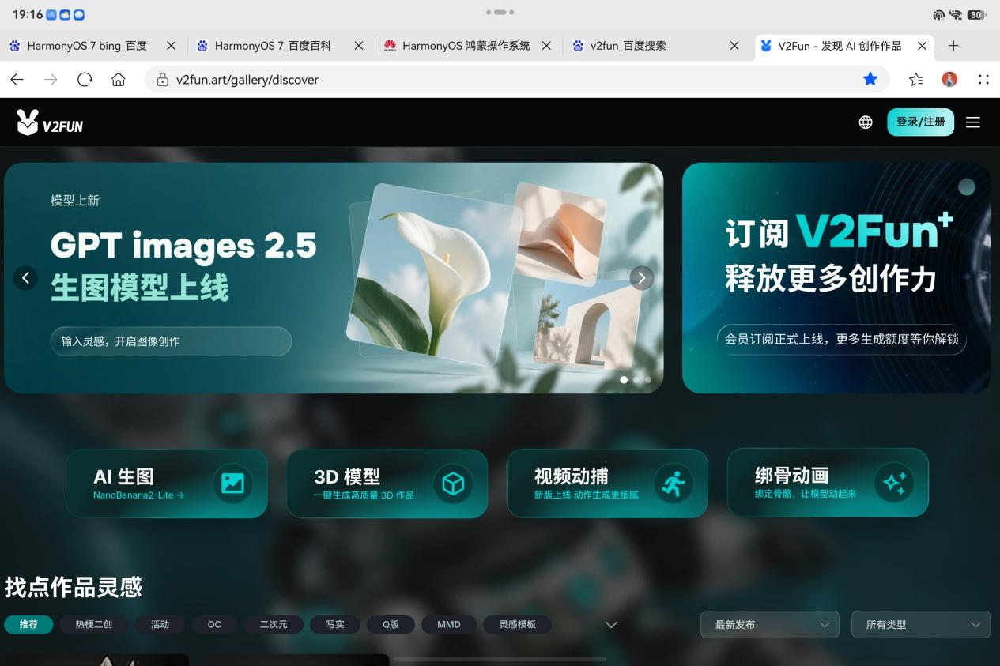 19:16
80
HarmonyOS 7 bing_百度
HarmonyOS 7_百度百科
HUAWEI
HarmonyOS 鸿蒙操作系统
v2fun_百度搜索
V2Fun - 发现 AI 创作作品
v2fun.art/gallery/discover
V2FUN
登录/注册
模型上新
GPT images 2.5
生图模型上线
输入灵感，开启图像创作
订阅 V2Fun+
释放更多创作力
会员订阅正式上线，更多生成额度等你解锁
AI 生图
NanoBanana2-Lite →
3D 模型
一键生成高质量 3D 作品
视频动捕
新版上线 动作生成更细腻
绑骨动画
绑定骨骼，让模型动起来
找点作品灵感
推荐
热梗二创
活动
OC
二次元
写实
Q版
MMD
灵感模板
最新发布
所有类型